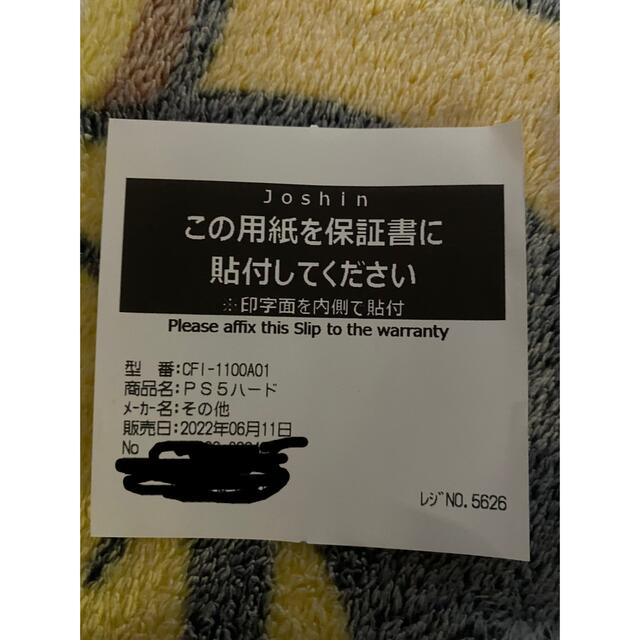 Joshin
この用紙を保証書に
貼付してください
※印字面を内側で貼付
Please affix this Slip to the warranty
型 番:CFI-1100A01
商品名:PS5ハード
ﾒｰｶｰ名:その他
販売日:2022年06月11日
No
ﾚｼﾞNO.5626